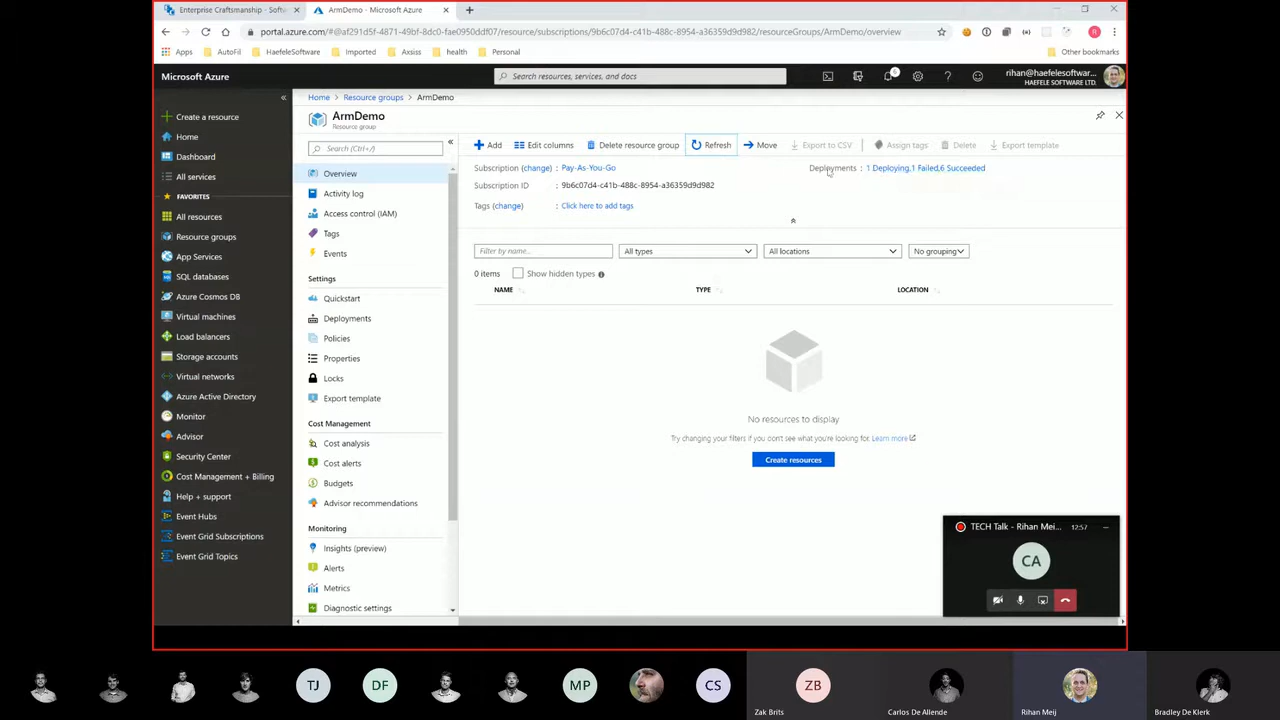 Enterprise Craftsmanship - Softw
ArmDemo - Microsoft Azure
portal.azure.com/#@af291d5f-4871-49bf-8dc0-fae0950ddf07/resource/subscriptions/9b6c07d4-c41b-488c-8954-a36359d9d982/resourceGroups/ArmDemo/overview
Apps
AutoFil
HaefeleSoftware
Imported
Axsiss
health
Personal
Other bookmarks
Microsoft Azure
Search resources, services, and docs
rihan@haefelesoftwar...
HAEFELE SOFTWARE LTD.
Create a resource
Home
Dashboard
All services
FAVORITES
All resources
Resource groups
App Services
SQL databases
Azure Cosmos DB
Virtual machines
Load balancers
Storage accounts
Virtual networks
Azure Active Directory
Monitor
Advisor
Security Center
Cost Management + Billing
Help + support
Event Hubs
Event Grid Subscriptions
Event Grid Topics
Home > Resource groups > ArmDemo
ArmDemo
Resource group
Search (Ctrl+/)
Overview
Activity log
Access control (IAM)
Tags
Events
Settings
Quickstart
Deployments
Policies
Properties
Locks
Export template
Cost Management
Cost analysis
Cost alerts
Budgets
Advisor recommendations
Monitoring
Insights (preview)
Alerts
Metrics
Diagnostic settings
Add
Edit columns
Delete resource group
Refresh
Move
Export to CSV
Assign tags
Delete
Export template
Subscription (change) : Pay-As-You-Go
Deployments : 1 Deploying,1 Failed,6 Succeeded
Subscription ID : 9b6c07d4-c41b-488c-8954-a36359d9d982
Tags (change) : Click here to add tags
Filter by name...
All types
All locations
No grouping
0 items
Show hidden types
NAME
TYPE
LOCATION
No resources to display
Try changing your filters if you don't see what you're looking for. Learn more
Create resources
TECH Talk - Rihan Mei...
12:57
CA
TJ
DF
MP
CS
ZB
Zak Brits
Carlos De Allende
Rihan Meij
Bradley De Klerk